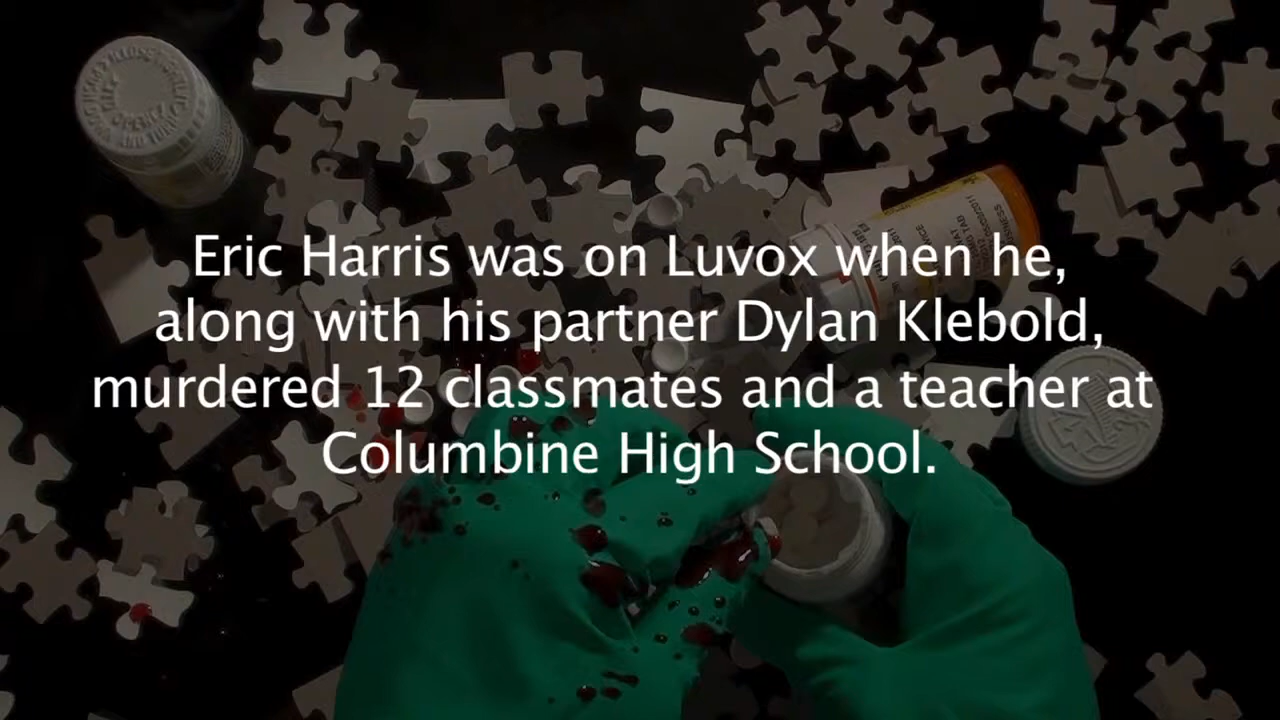 Eric Harris was on Luvox when he,
along with his partner Dylan Klebold,
murdered 12 classmates and a teacher at
Columbine High School.